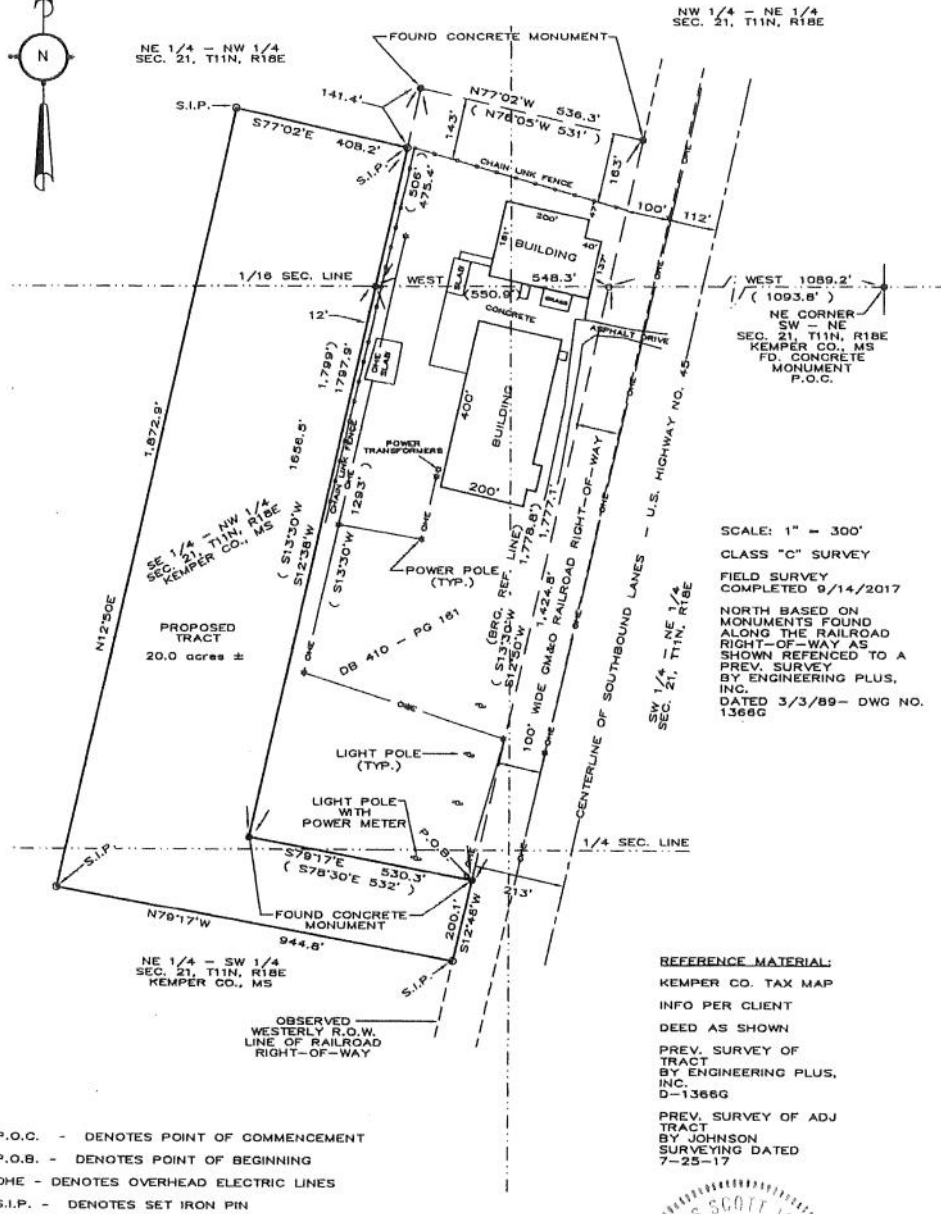 N
NE 1/4 - NW 1/4
SEC. 21, T11N, R18E
NW 1/4 - NE 1/4
SEC. 21, T11N, R18E
FOUND CONCRETE MONUMENT
S.I.P.
141.4'
N77°02'W 536.3'
( N76°05'W 531' )
S77°02'E
408.2'
143'
163'
S.I.P.
CHAIN LINK FENCE
( 506'
475.4'
OHE
47'
100'
112'
200'
181'
BUILDING
40'
137'
SLAB
1/16 SEC. LINE
WEST
548.3'
(550.9')
WEST 1089.2'
( 1093.8' )
CONCRETE
12'
ASPHALT DRIVE
NE CORNER
SW - NE
SEC. 21, T11N, R18E
KEMPER CO., MS
FD. CONCRETE
MONUMENT
P.O.C.
OHE
SLAB
1,799')
1797.9'
1,872.9'
1656.5'
400'
BUILDING
POWER
TRANSFORMERS
200'
CHAIN LINK FENCE
OHE
1293' )
( S13°30'W
OHE
SE 1/4 - NW 1/4
SEC. 21, T11N, R18E
KEMPER CO., MS
( S13°30'W
S12°38'W
POWER POLE
(TYP.)
(BRG. REF. LINE)
( S13°30'W 1,778.8')
S12°50'W 1,777.1'
1,424.8'
100' WIDE GM&O RAILROAD RIGHT-OF-WAY
OHE
CENTERLINE OF SOUTHBOUND LANES - U.S. HIGHWAY NO. 45
SCALE: 1" = 300'
CLASS "C" SURVEY
FIELD SURVEY
COMPLETED 9/14/2017
NORTH BASED ON
MONUMENTS FOUND
ALONG THE RAILROAD
RIGHT-OF-WAY AS
SHOWN REFENCED TO A
PREV. SURVEY
BY ENGINEERING PLUS,
INC.
DATED 3/3/89- DWG NO.
1366G
SW 1/4 - NE 1/4
SEC. 21, T11N, R18E
N12°50E
PROPOSED
TRACT
20.0 acres ±
DB 410 - PG 161
OHE
OHE
LIGHT POLE
(TYP.)
LIGHT POLE
WITH
POWER METER
P.O.B.
OHE
1/4 SEC. LINE
S79°17'E 530.3'
( S78°30'E 532' )
S.I.P.
213'
N79°17'W
944.8'
FOUND CONCRETE
MONUMENT
200.1'
S12°48'W
S.I.P.
NE 1/4 - SW 1/4
SEC. 21, T11N, R18E
KEMPER CO., MS
OBSERVED
WESTERLY R.O.W.
LINE OF RAILROAD
RIGHT-OF-WAY
REFERENCE MATERIAL:
KEMPER CO. TAX MAP
INFO PER CLIENT
DEED AS SHOWN
PREV. SURVEY OF
TRACT
BY ENGINEERING PLUS,
INC.
D-1366G
PREV. SURVEY OF ADJ
TRACT
BY JOHNSON
SURVEYING DATED
7-25-17
P.O.C. - DENOTES POINT OF COMMENCEMENT
P.O.B. - DENOTES POINT OF BEGINNING
OHE - DENOTES OVERHEAD ELECTRIC LINES
S.I.P. - DENOTES SET IRON PIN
SCOTT